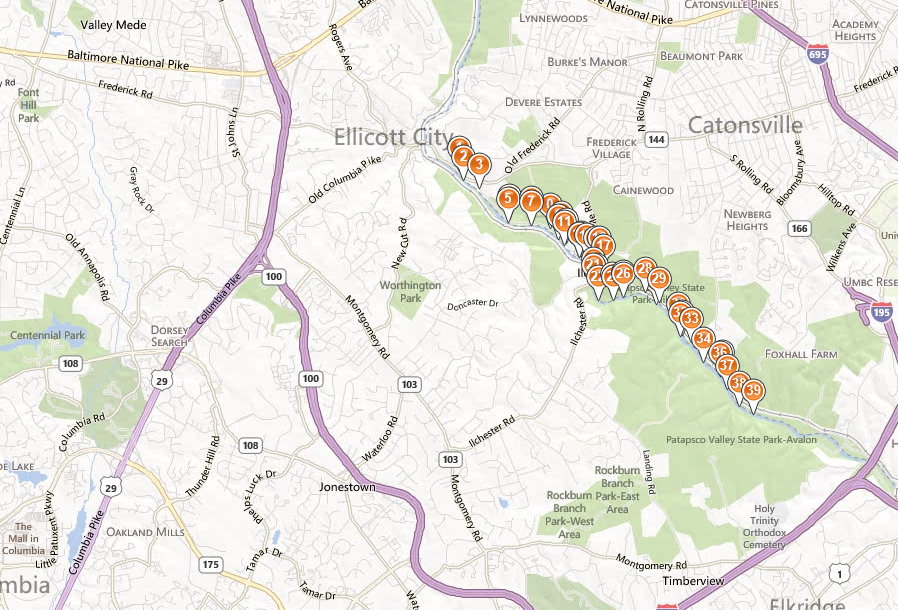 Valley Mede
LYNNEWOODS
National Pike
CATONSVILLE PINES
ACADEMY
HEIGHTS
Rogers Ave
Baltimore National Pike
BURKE'S MANOR
BEAUMONT PARK
695
Frederick Rd
Rd
Frederick Rd
Font
Hill
Park
St Johns Ln
DEVERE ESTATES
N Rolling Rd
Ellicott City
Old Frederick Rd
144
Catonsville
FREDERICK
VILLAGE
2
3
Old Columbia Pike
S Rolling Rd
Bloomsbury Ave
Gray Rock Dr
CAINEWOOD
Hilltop Rd
Centennial Ln
5
7
11
NEWBERG
HEIGHTS
166
Wilkens Ave
New Cut Rd
17
Old Annapolis Rd
100
26
28
29
UMBC RESE
Worthington
Park
Doncaster Dr
Columbia Pike
Montgomery Rd
Ilchester Rd
195
33
Centennial Park
DORSEY
SEARCH
34
36
FOXHALL FARM
108
29
100
103
37
38
39
Columbia Rd
Waterloo Rd
Ilchester Rd
Patapsco Valley State Park-Avalon
108
103
Thunder Hill Rd
DE LAKE
Landing Rd
Rockburn
Branch
Park-East
Area
Phelps Luck Dr
Jonestown
29
Montgomery Rd
Rockburn
Branch
Park-West
Area
Little Patuxent Pkwy
Columbia Pike
The
Mall in
Columbia
OAKLAND MILLS
Holy
Trinity
Orthodox
Cemetery
Tamar Dr
175
Montgomery Rd
Timberview
1
mbia
Tamar Dr
Elkridge